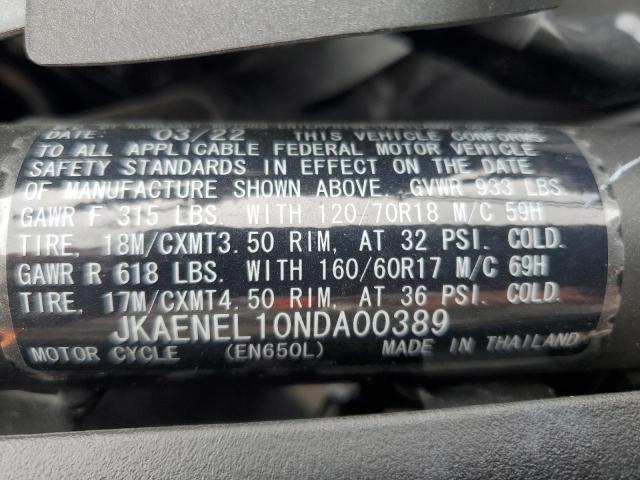 DATE: 03/22 THIS VEHICLE CONFORMS
TO ALL APPLICABLE FEDERAL MOTOR VEHICLE
SAFETY STANDARDS IN EFFECT ON THE DATE
OF MANUFACTURE SHOWN ABOVE. GVWR 933 LBS.
GAWR F 315 LBS. WITH 120/70R18 M/C 59H
TIRE, 18M/CXMT3.50 RIM, AT 32 PSI. COLD.
GAWR R 618 LBS. WITH 160/60R17 M/C 69H
TIRE, 17M/CXMT4.50 RIM, AT 36 PSI. COLD.
JKAENEL10NDA00389
MOTOR CYCLE (EN650L) MADE IN THAILAND